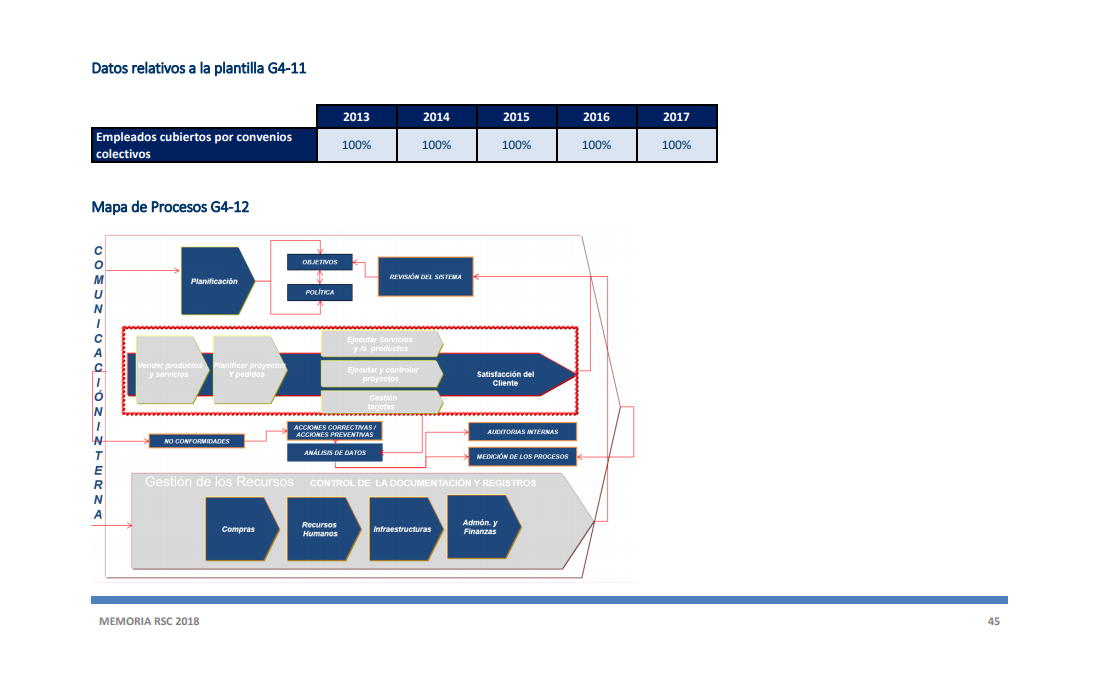 Datos relativos a la plantilla G4-11
2013 2014 2015 2016 2017
Empleados cubiertos por convenios
colectivos
100% 100% 100% 100% 100%
Mapa de Procesos G4-12
COMUNICACIÓN INTERNA
Planificación
OBJETIVOS
POLÍTICA
REVISIÓN DEL SISTEMA
Vender productos
y servicios
Planificar proyectos
Y pedidos
Ejecutar Servicios
y /o productos
Ejecutar y controlar
proyectos
Gestión
tarjetas
Satisfacción del
Cliente
NO CONFORMIDADES
ACCIONES CORRECTIVAS /
ACCIONES PREVENTIVAS
ANÁLISIS DE DATOS
AUDITORIAS INTERNAS
MEDICIÓN DE LOS PROCESOS
Gestión de los Recursos CONTROL DE LA DOCUMENTACIÓN Y REGISTROS
Compras
Recursos
Humanos
Infraestructuras
Admón. y
Finanzas
MEMORIA RSC 2018 45